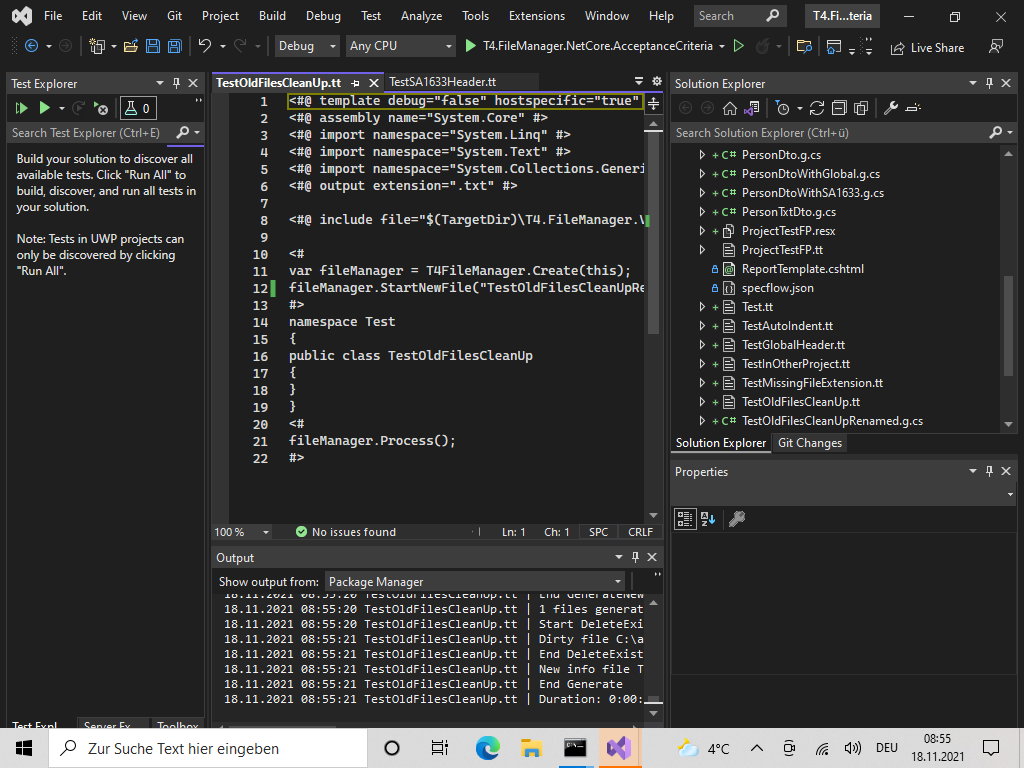 File Edit View Git Project Build Debug Test Analyze Tools Extensions Window Help Search T4.Fi...teria
Debug Any CPU T4.FileManager.NetCore.AcceptanceCriteria Live Share
Test Explorer
0
Search Test Explorer (Ctrl+E)
Build your solution to discover all
available tests. Click "Run All" to
build, discover, and run all tests in
your solution.
Note: Tests in UWP projects can
only be discovered by clicking
"Run All".
Test Expl... Server Ex... Toolbox
TestOldFilesCleanUp.tt TestSA1633Header.tt
1 <#@ template debug="false" hostspecific="true"
2 <#@ assembly name="System.Core" #>
3 <#@ import namespace="System.Linq" #>
4 <#@ import namespace="System.Text" #>
5 <#@ import namespace="System.Collections.Generi
6 <#@ output extension=".txt" #>
7
8 <#@ include file="$(TargetDir)\T4.FileManager.\
9
10 <#
11 var fileManager = T4FileManager.Create(this);
12 fileManager.StartNewFile("TestOldFilesCleanUpRe
13 #>
14 namespace Test
15 {
16 public class TestOldFilesCleanUp
17 {
18 }
19 }
20 <#
21 fileManager.Process();
22 #>
100 % No issues found Ln: 1 Ch: 1 SPC CRLF
Output
Show output from: Package Manager
18.11.2021 08:55:20 TestOldFilesCleanUp.tt | End GenerateNew
18.11.2021 08:55:20 TestOldFilesCleanUp.tt | 1 files generat
18.11.2021 08:55:20 TestOldFilesCleanUp.tt | Start DeleteExi
18.11.2021 08:55:21 TestOldFilesCleanUp.tt | Dirty file C:\a
18.11.2021 08:55:21 TestOldFilesCleanUp.tt | End DeleteExist
18.11.2021 08:55:21 TestOldFilesCleanUp.tt | New info file T
18.11.2021 08:55:21 TestOldFilesCleanUp.tt | End Generate
18.11.2021 08:55:21 TestOldFilesCleanUp.tt | Duration: 0:00:
Solution Explorer
Search Solution Explorer (Ctrl+ü)
C# PersonDto.g.cs
C# PersonDtoWithGlobal.g.cs
C# PersonDtoWithSA1633.g.cs
C# PersonTxtDto.g.cs
ProjectTestFP.resx
ProjectTestFP.tt
ReportTemplate.cshtml
specflow.json
Test.tt
TestAutoIndent.tt
TestGlobalHeader.tt
TestInOtherProject.tt
TestMissingFileExtension.tt
TestOldFilesCleanUp.tt
C# TestOldFilesCleanUpRenamed.g.cs
Solution Explorer Git Changes
Properties
Zur Suche Text hier eingeben
4°C DEU 08:55
18.11.2021